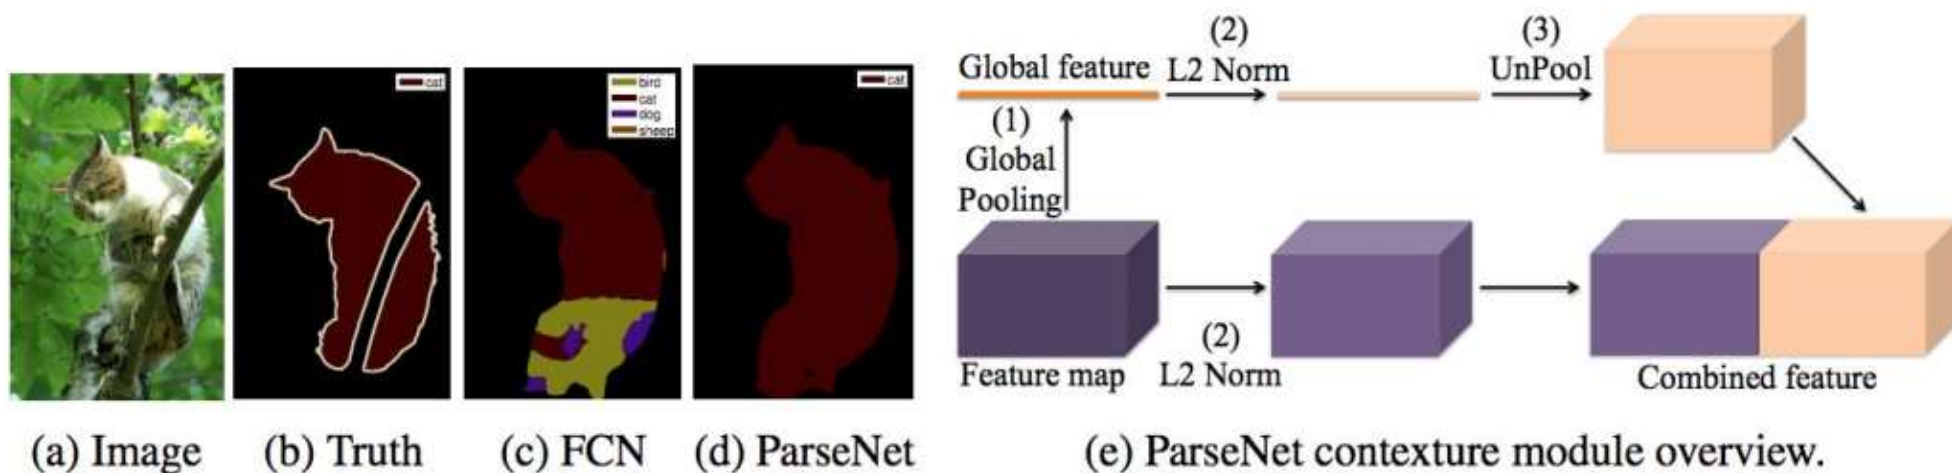 cat
bird
cat
dog
sheep
cat
(a) Image
(b) Truth
(c) FCN
(d) ParseNet
Global feature
(2)
L2 Norm
(3)
UnPool
(1)
Global
Pooling
Feature map
(2)
L2 Norm
Combined feature
(e) ParseNet contexture module overview.